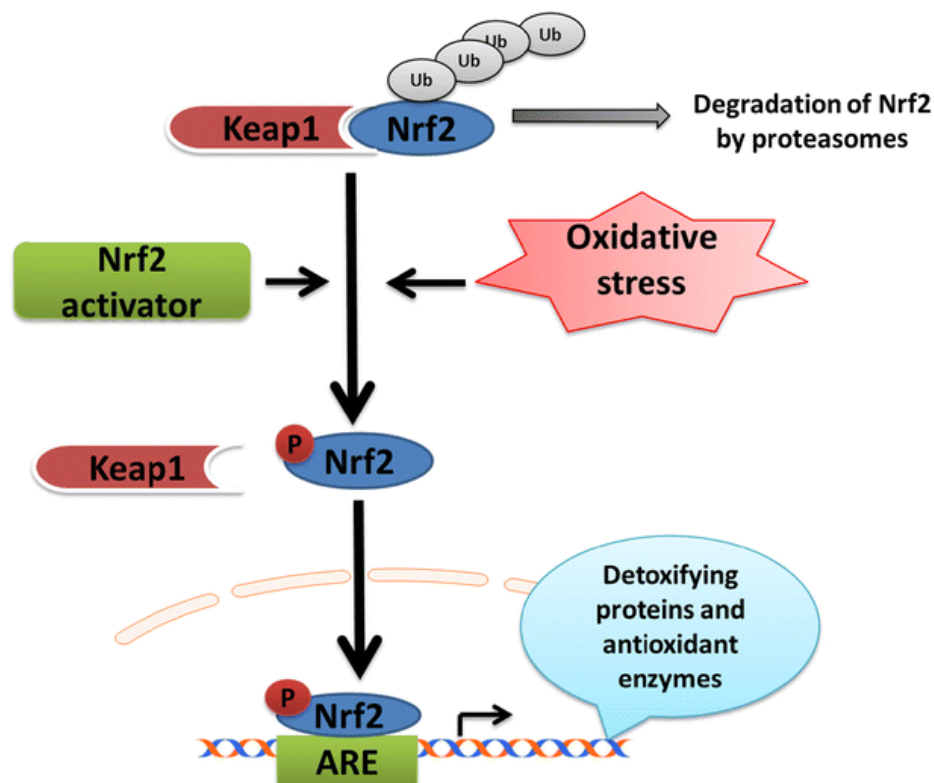 Ub
Ub
Ub
Ub
Keap1
Nrf2
Degradation of Nrf2
by proteasomes
Nrf2
activator
Oxidative
stress
Keap1
P
Nrf2
Detoxifying
proteins and
antioxidant
enzymes
P
Nrf2
ARE